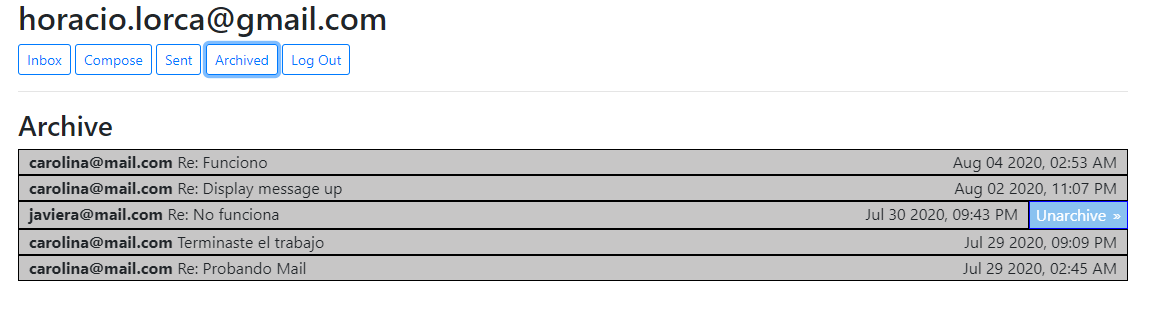 horacio.lorca@gmail.com
Inbox Compose Sent Archived Log Out
Archive
carolina@mail.com Re: Funciono Aug 04 2020, 02:53 AM
carolina@mail.com Re: Display message up Aug 02 2020, 11:07 PM
javiera@mail.com Re: No funciona Jul 30 2020, 09:43 PM Unarchive »
carolina@mail.com Terminaste el trabajo Jul 29 2020, 09:09 PM
carolina@mail.com Re: Probando Mail Jul 29 2020, 02:45 AM